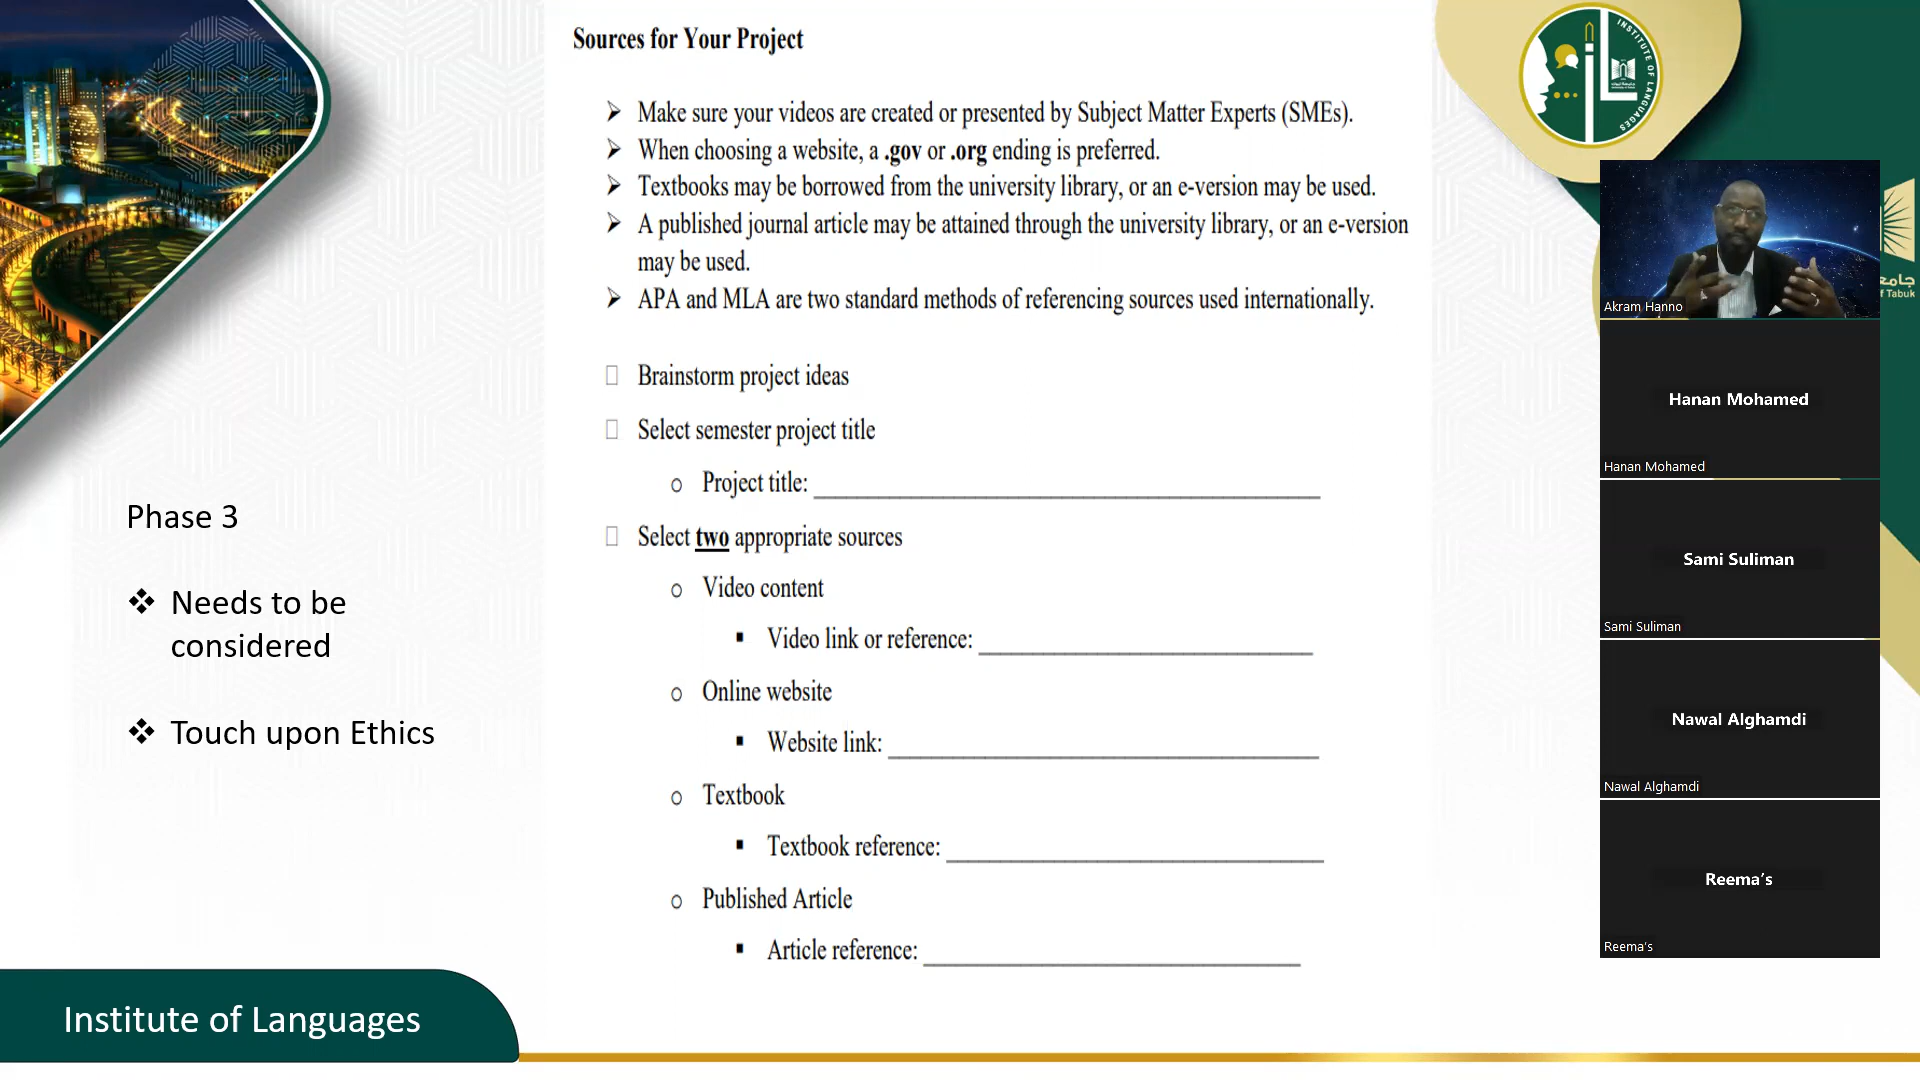 Sources for Your Project
Make sure your videos are created or presented by Subject Matter Experts (SMEs).
When choosing a website, a .gov or .org ending is preferred.
Textbooks may be borrowed from the university library, or an e-version may be used.
A published journal article may be attained through the university library, or an e-version
may be used.
APA and MLA are two standard methods of referencing sources used internationally.
Brainstorm project ideas
Select semester project title
Project title:
Select two appropriate sources
Video content
Video link or reference:
Online website
Website link:
Textbook
Textbook reference:
Published Article
Article reference:
Phase 3
Needs to be
considered
Touch upon Ethics
Institute of Languages
INSTITUTE OF LANGUAGES
iL
f Tabuk
Akram Hanno
Hanan Mohamed
Hanan Mohamed
Sami Suliman
Sami Suliman
Nawal Alghamdi
Nawal Alghamdi
Reema's
Reema's